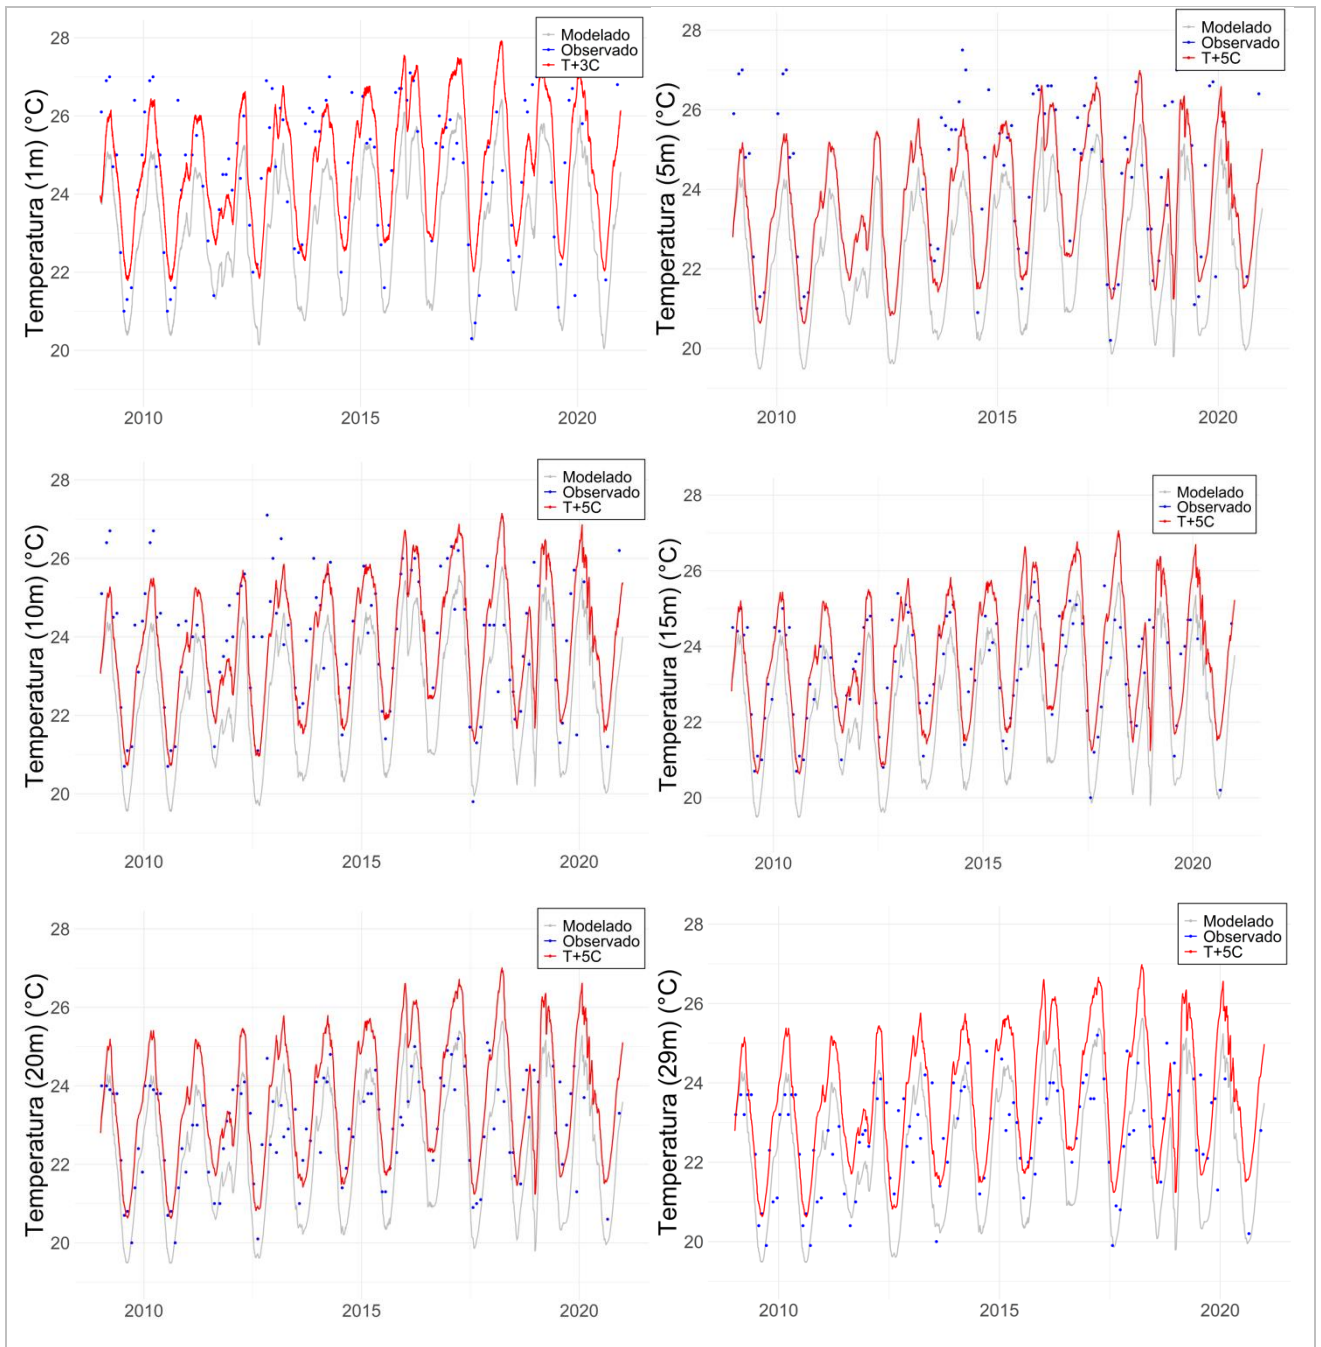 Temperatura (1m) (°C)
28
26
24
22
20
2010
2015
2020
Modelado
Observado
T+3C
Temperatura (5m) (°C)
28
26
24
22
20
2010
2015
2020
Modelado
Observado
T+5C
Temperatura (10m) (°C)
28
26
24
22
20
2010
2015
2020
Modelado
Observado
T+5C
Temperatura (15m) (°C)
28
26
24
22
20
2010
2015
2020
Modelado
Observado
T+5C
Temperatura (20m) (°C)
28
26
24
22
20
2010
2015
2020
Modelado
Observado
T+5C
Temperatura (29m) (°C)
28
26
24
22
20
2010
2015
2020
Modelado
Observado
T+5C